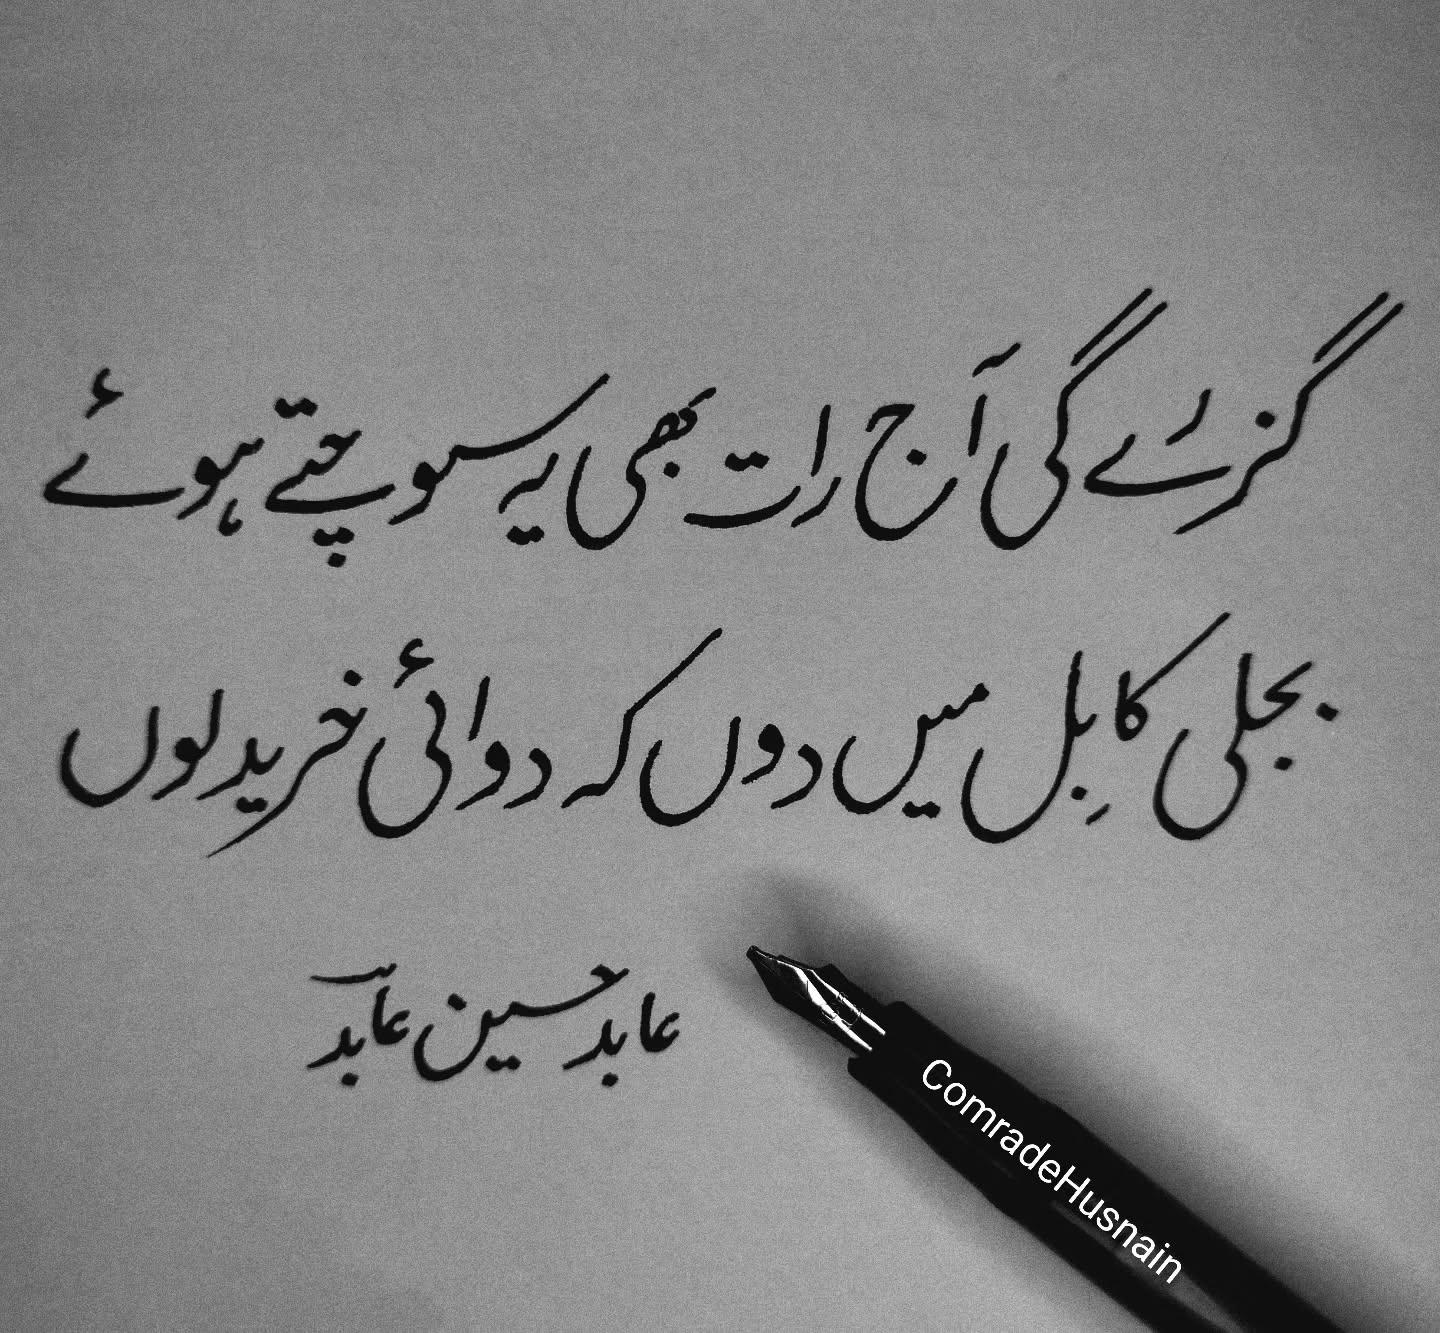 گزرے گی آج رات بھی یہ سوچتے ہوئے
بجلی کا بِل میں دوں کہ دوائی خرید لوں
عابد حسین عابد
ComradeHusnain